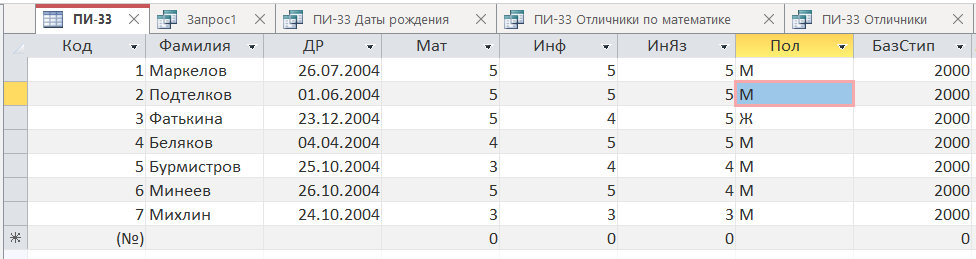 ПИ-33 Запрос1 ПИ-33 Даты рождения ПИ-33 Отличники по математике ПИ-33 Отличники
Код Фамилия ДР Мат Инф ИнЯз Пол БазСтип
1 Маркелов 26.07.2004 5 5 5 М 2000
2 Подтелков 01.06.2004 5 5 5 М 2000
3 Фатькина 23.12.2004 5 4 5 Ж 2000
4 Беляков 04.04.2004 4 5 5 М 2000
5 Бурмистров 25.10.2004 3 4 4 М 2000
6 Минеев 26.10.2004 5 5 4 М 2000
7 Михлин 24.10.2004 3 3 3 М 2000
(№) 0 0 0 0